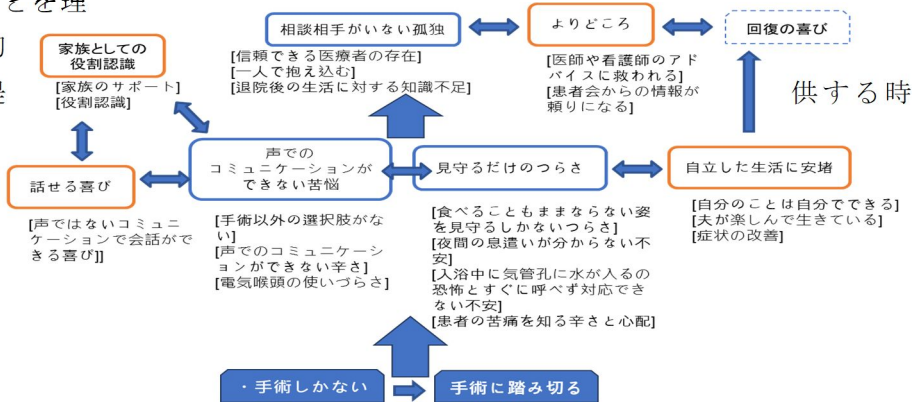 とを理
供する時
相談相手がいない孤独
よりどころ
回復の喜び
家族としての
役割認識
[信頼できる医療者の存在]
[一人で抱え込む]
[退院後の生活に対する知識不足]
[医師や看護師のアド
バイスに救われる]
[患者会からの情報が
頼りになる]
[家族のサポート]
[役割認識]
声での
コミュニケーションが
できない苦悩
見守るだけのつらさ
自立した生活に安堵
話せる喜び
[声ではないコミュニ
ケーションで会話がで
きる喜び]]
[手術以外の選択肢がな
い]
[声でのコミュニケーシ
ョンができない辛さ]
[電気喉頭の使いづらさ]
[食べることもままならない姿
を見守るしかないつらさ]
[夜間の息遣いが分からない不
安]
[入浴中に気管孔に水が入るの
恐怖とすぐに呼べず対応でき
ない不安]
[患者の苦痛を知る辛さと心配]
[自分のことは自分でできる]
[夫が楽しんで生きている]
[症状の改善]
・手術しかない
手術に踏み切る